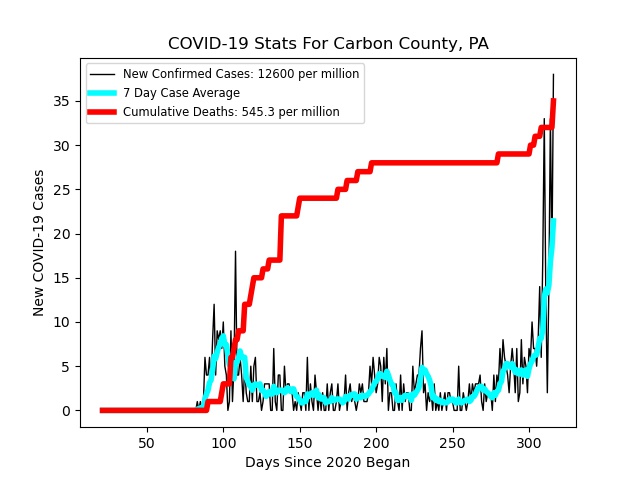 COVID-19 Stats For Carbon County, PA
New Confirmed Cases: 12600 per million
7 Day Case Average
Cumulative Deaths: 545.3 per million
New COVID-19 Cases
35
30
25
20
15
10
5
0
50 100 150 200 250 300
Days Since 2020 Began